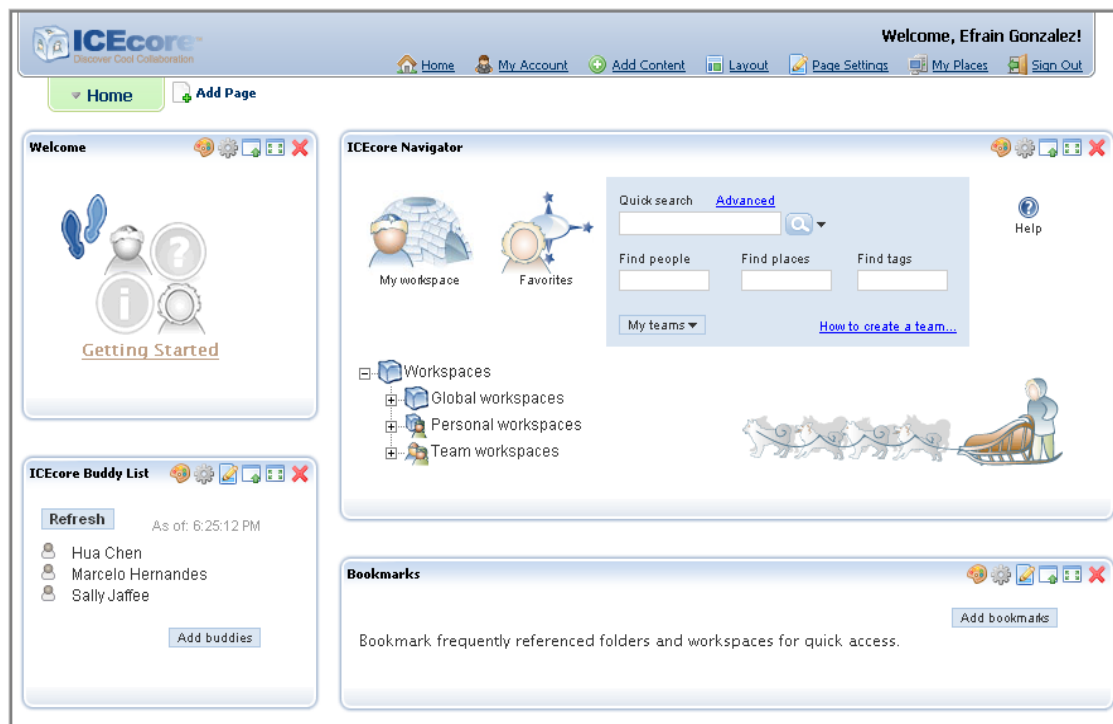 ICEcore
Discover Cool Collaboration
Welcome, Efrain Gonzalez!
Home My Account Add Content Layout Page Settings My Places Sign Out
Home Add Page
Welcome
Getting Started
ICEcore Navigator
My workspace
Favorites
Quick search Advanced
Find people Find places Find tags
My teams How to create a team...
Help
Workspaces
Global workspaces
Personal workspaces
Team workspaces
ICEcore Buddy List
Refresh As of: 6:25:12 PM
Hua Chen
Marcelo Hernandes
Sally Jaffee
Add buddies
Bookmarks
Add bookmarks
Bookmark frequently referenced folders and workspaces for quick access.